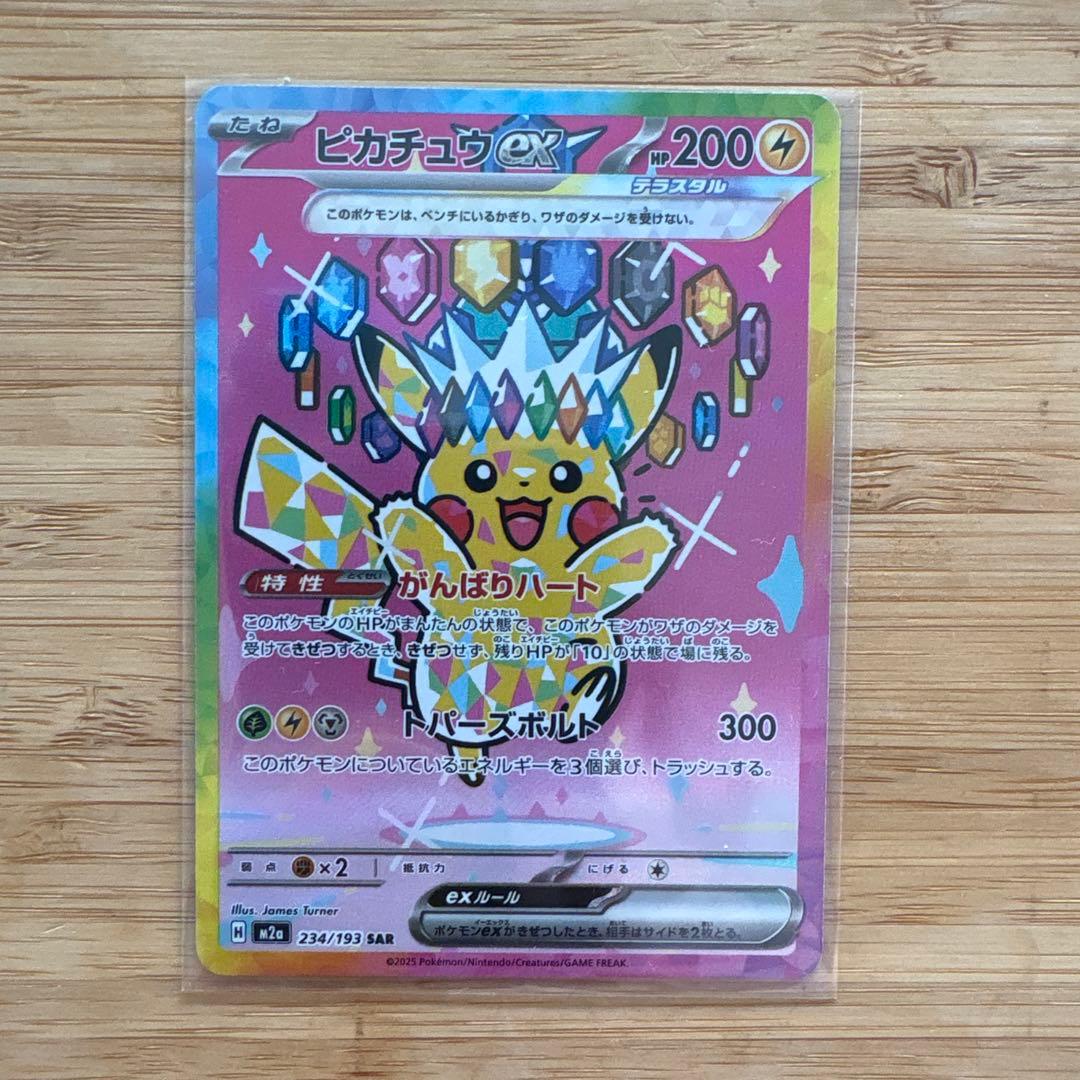 たね ピカチュウex HP200
テラスタル
このポケモンは、ベンチにいるかぎり、ワザのダメージを受けない。
特性 とくせい がんばりハート
このポケモンのHPがまんたんの状態で、このポケモンがワザのダメージを
受けてきぜつするとき、きぜつせず、残りHPが「10」の状態で場に残る。
トパーズボルト 300
このポケモンについているエネルギーを3個選び、トラッシュする。
弱点 ×2 抵抗力 にげる
exルール
ポケモンexがきぜつしたとき、相手はサイドを2枚とる。
Illus. James Turner
H M2a 234/193 SAR
©2025 Pokémon/Nintendo/Creatures/GAME FREAK.